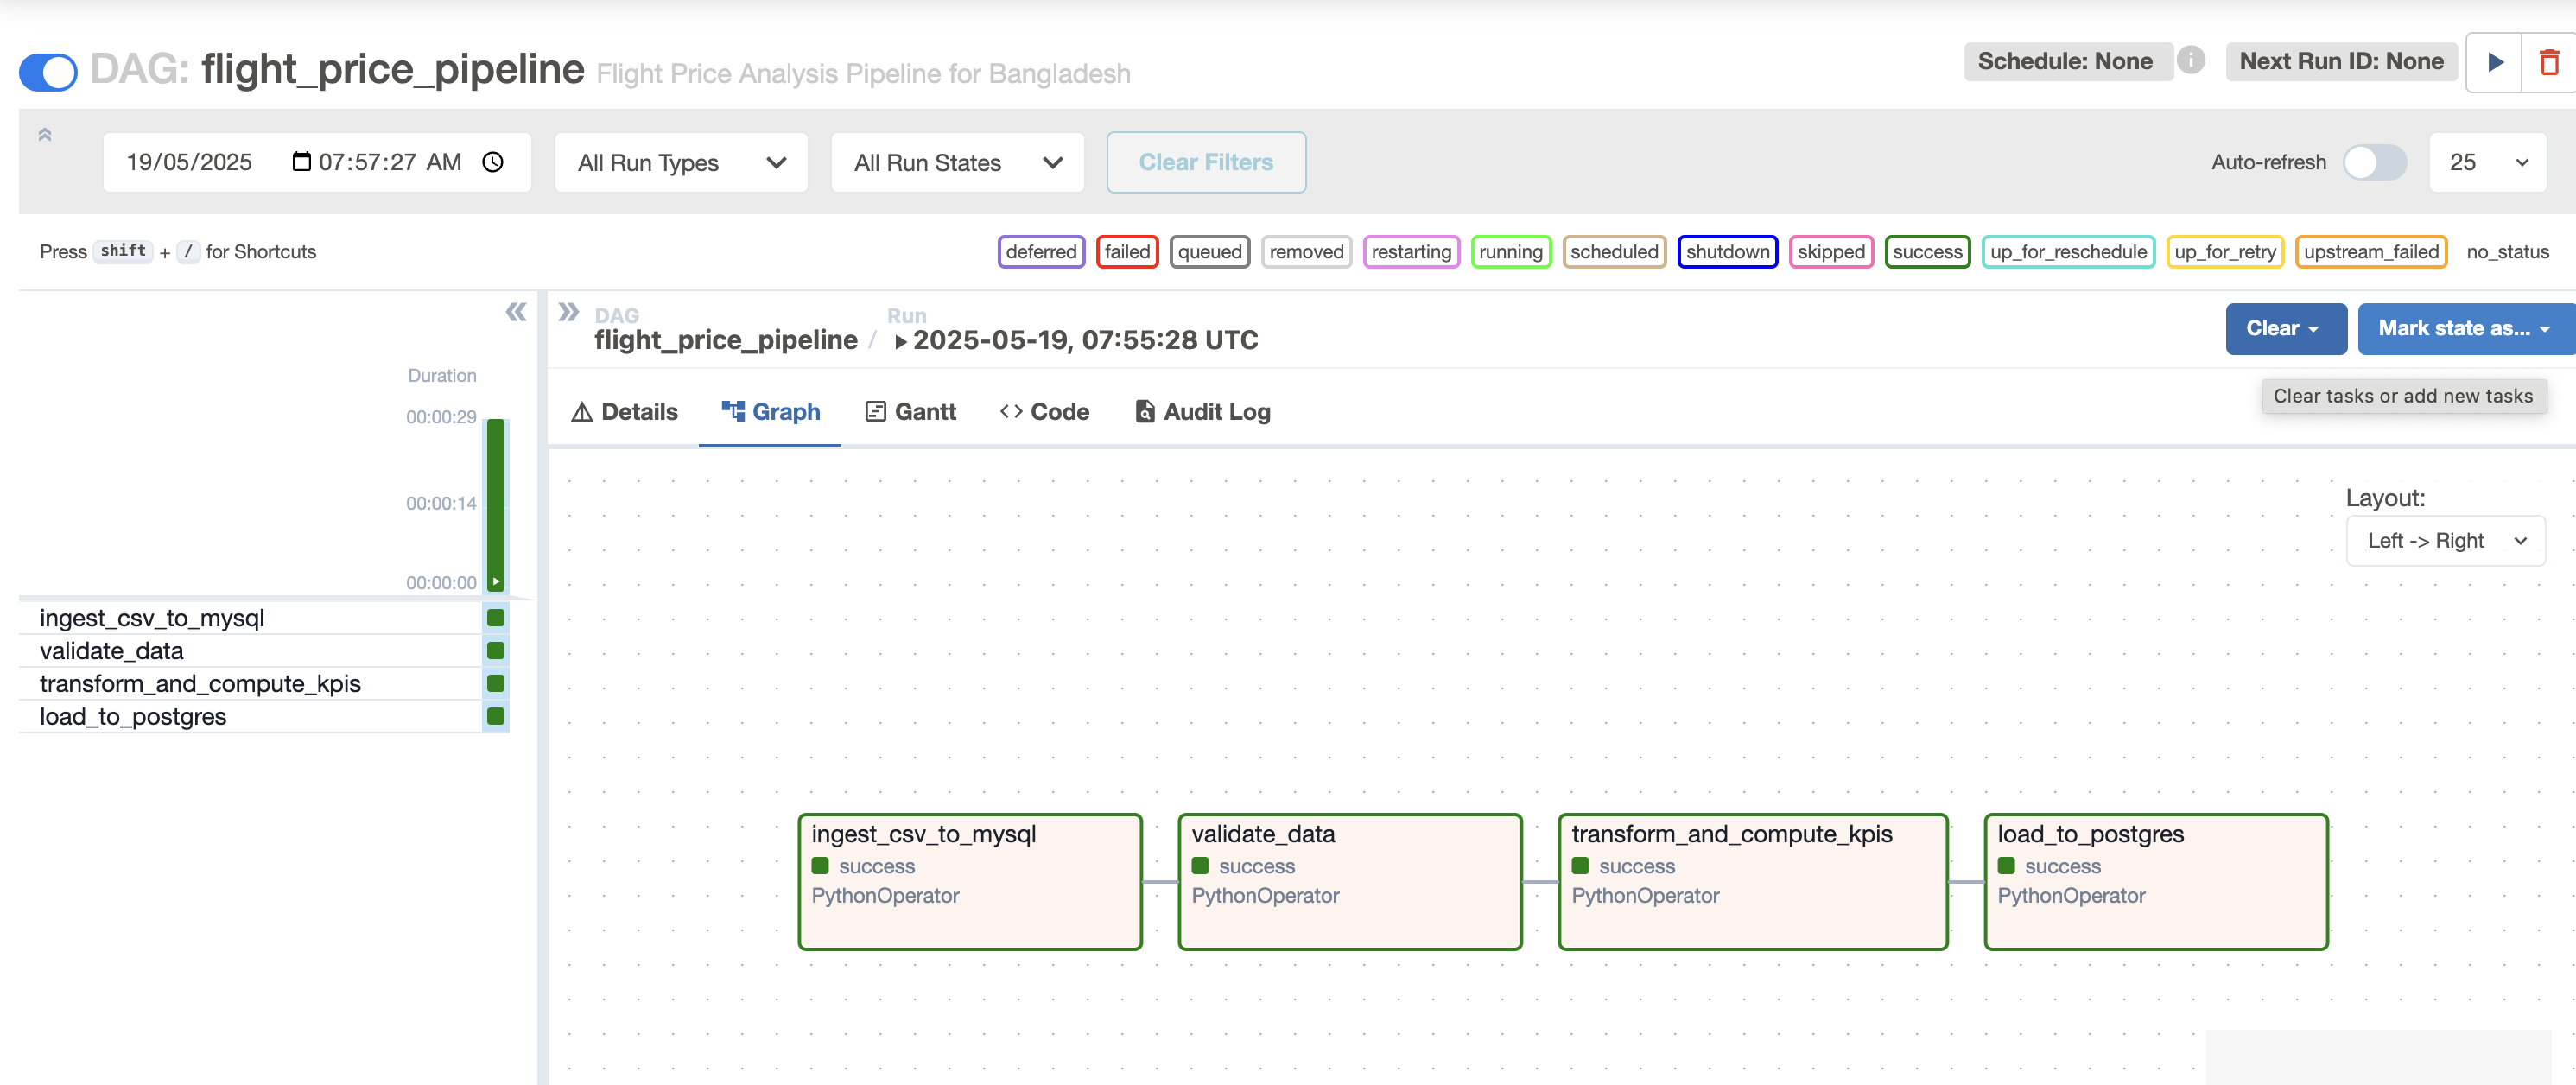 DAG: flight_price_pipeline Flight Price Analysis Pipeline for Bangladesh
Schedule: None
Next Run ID: None
19/05/2025 07:57:27 AM
All Run Types
All Run States
Clear Filters
Auto-refresh
25
Press shift + / for Shortcuts
deferred failed queued removed restarting running scheduled shutdown skipped success up_for_reschedule up_for_retry upstream_failed no_status
DAG
flight_price_pipeline /
Run
2025-05-19, 07:55:28 UTC
Clear
Mark state as...
Clear tasks or add new tasks
Duration
00:00:29
00:00:14
00:00:00
ingest_csv_to_mysql
validate_data
transform_and_compute_kpis
load_to_postgres
Details
Graph
Gantt
Code
Audit Log
Layout:
Left -> Right
ingest_csv_to_mysql
success
PythonOperator
validate_data
success
PythonOperator
transform_and_compute_kpis
success
PythonOperator
load_to_postgres
success
PythonOperator